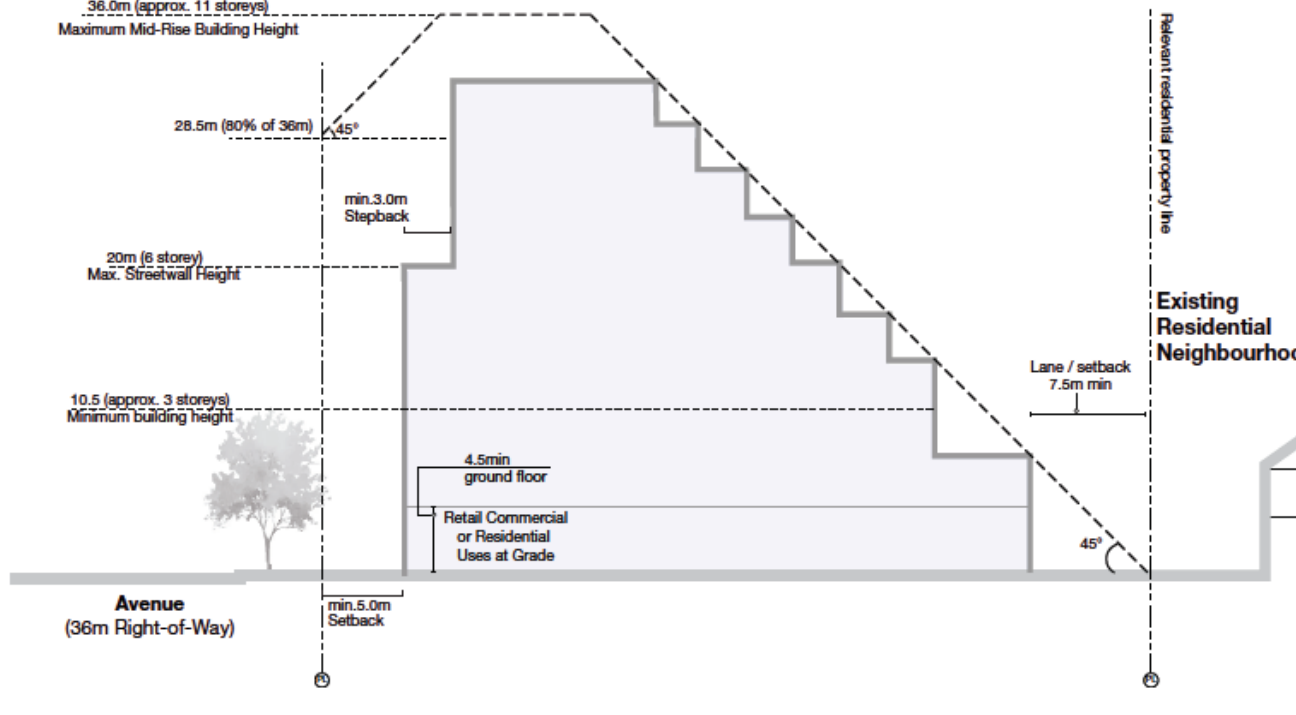 36.0m (approx. 11 storeys)
Maximum Mid-Rise Building Height
28.5m (80% of 36m)
45°
min.3.0m
Stepback
20m (6 storey)
Max. Streetwall Height
10.5 (approx. 3 storeys)
Minimum building height
4.5min
ground floor
Retail Commercial
or Residential
Uses at Grade
Relevant residential property line
Existing
Residential
Neighbourhoo
Lane / setback
7.5m min
45°
Avenue
(36m Right-of-Way)
min.5.0m
Setback
PL
PL